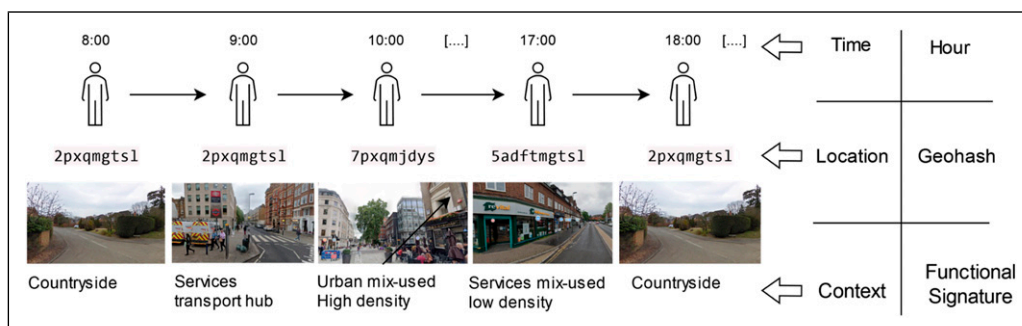 8:00 9:00 10:00 [....] 17:00 18:00 [....] Time Hour
2pxqmgtsl 2pxqmgtsl 7pxqmjdys 5adftmgtsl 2pxqmgtsl Location Geohash
Countryside Services Urban mix-used Services mix-used Countryside Context Functional
transport hub High density low density Signature